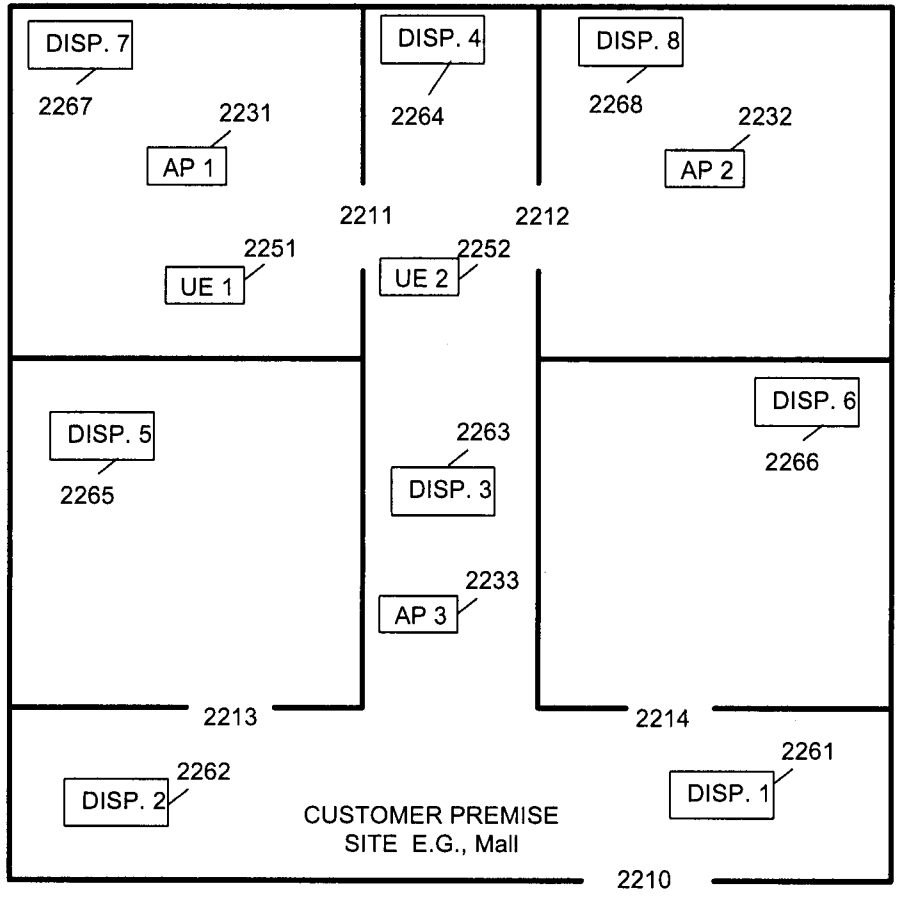 DISP. 7
2267
DISP. 4
2264
DISP. 8
2268
2231
AP 1
2232
AP 2
2211
2212
2251
UE 1
2252
UE 2
DISP. 5
2265
DISP. 6
2266
2263
DISP. 3
2233
AP 3
2213
2214
2262
DISP. 2
2261
DISP. 1
CUSTOMER PREMISE
SITE E.G., Mall
2210